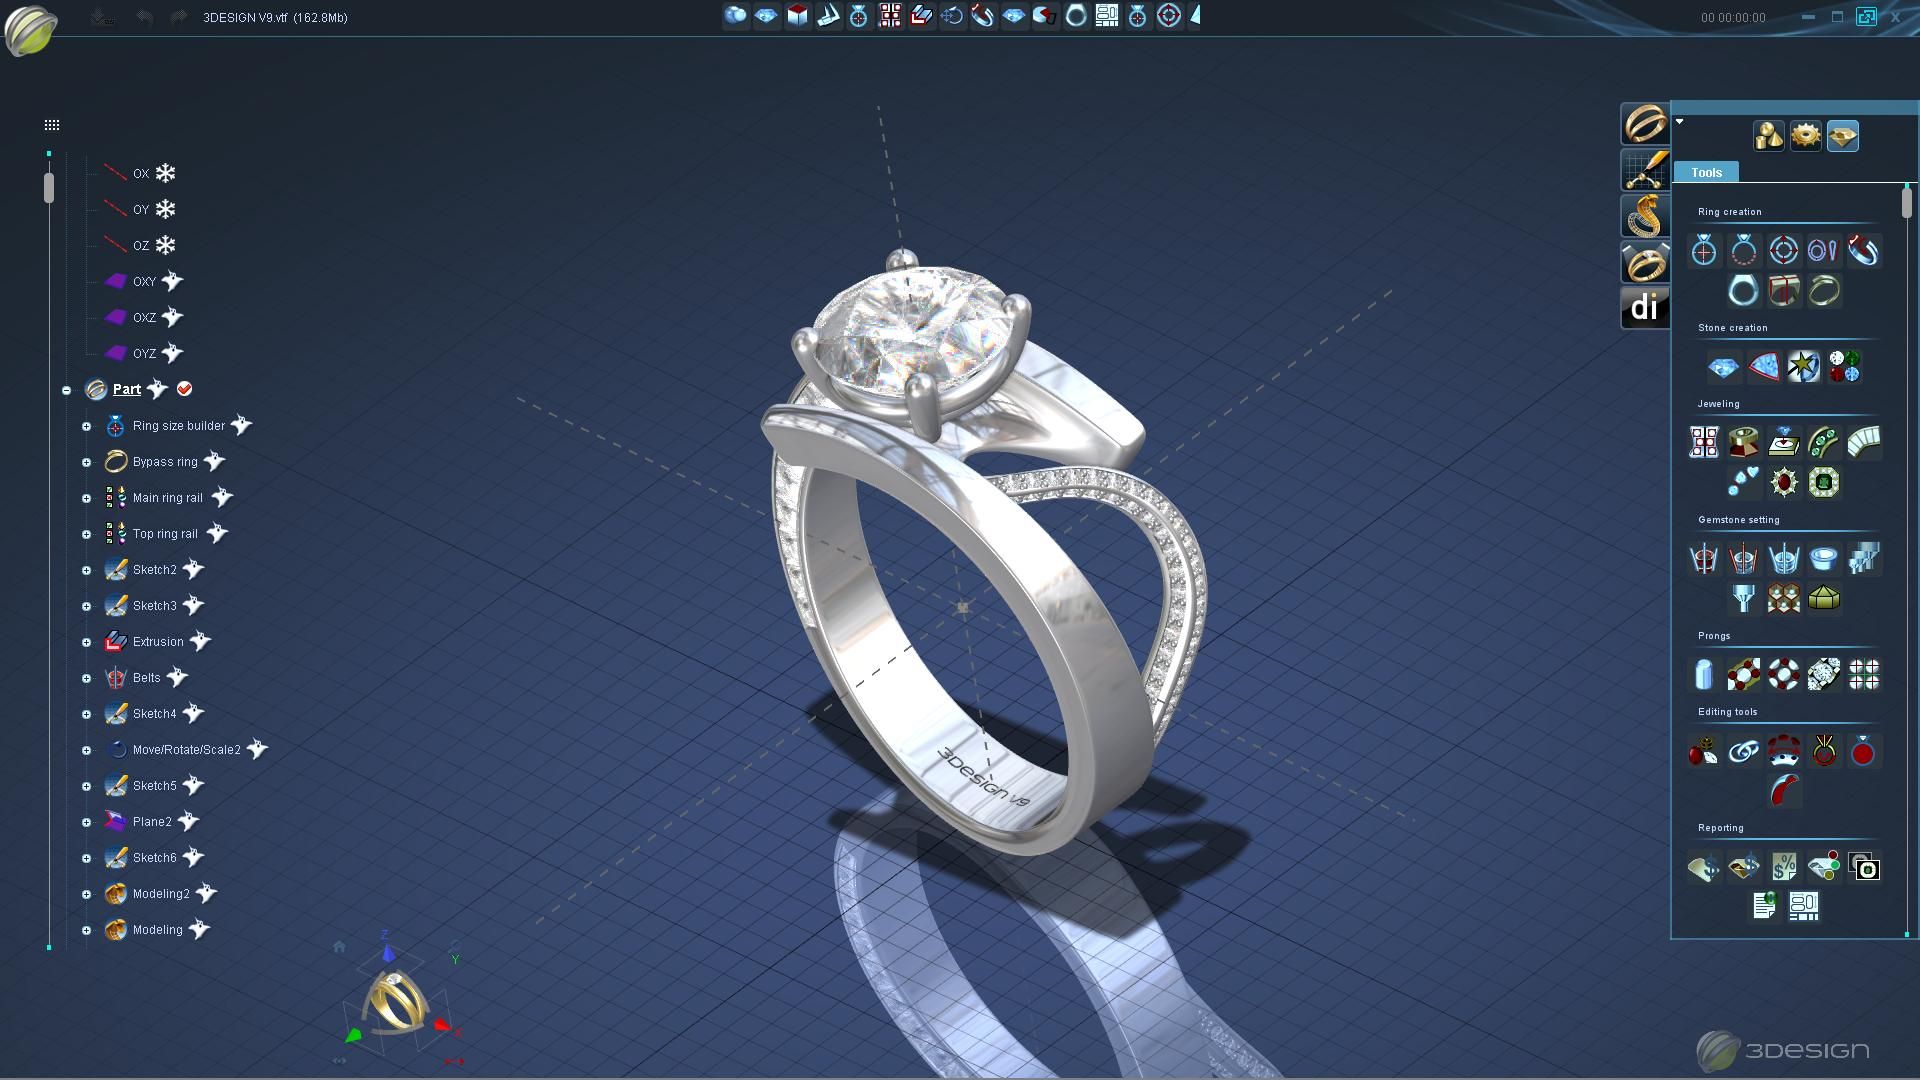 3DESIGN V9.vtf (162.8Mb)
00 00:00:00
OX
OY
OZ
OXY
OXZ
OYZ
Part
Ring size builder
Bypass ring
Main ring rail
Top ring rail
Sketch2
Sketch3
Extrusion
Belts
Sketch4
Move/Rotate/Scale2
Sketch5
Plane2
Sketch6
Modeling2
Modeling
3DESIGN V9
Z
Y
X
di
Tools
Ring creation
Stone creation
Jeweling
Gemstone setting
Prongs
Editing tools
Reporting
3DESIGN